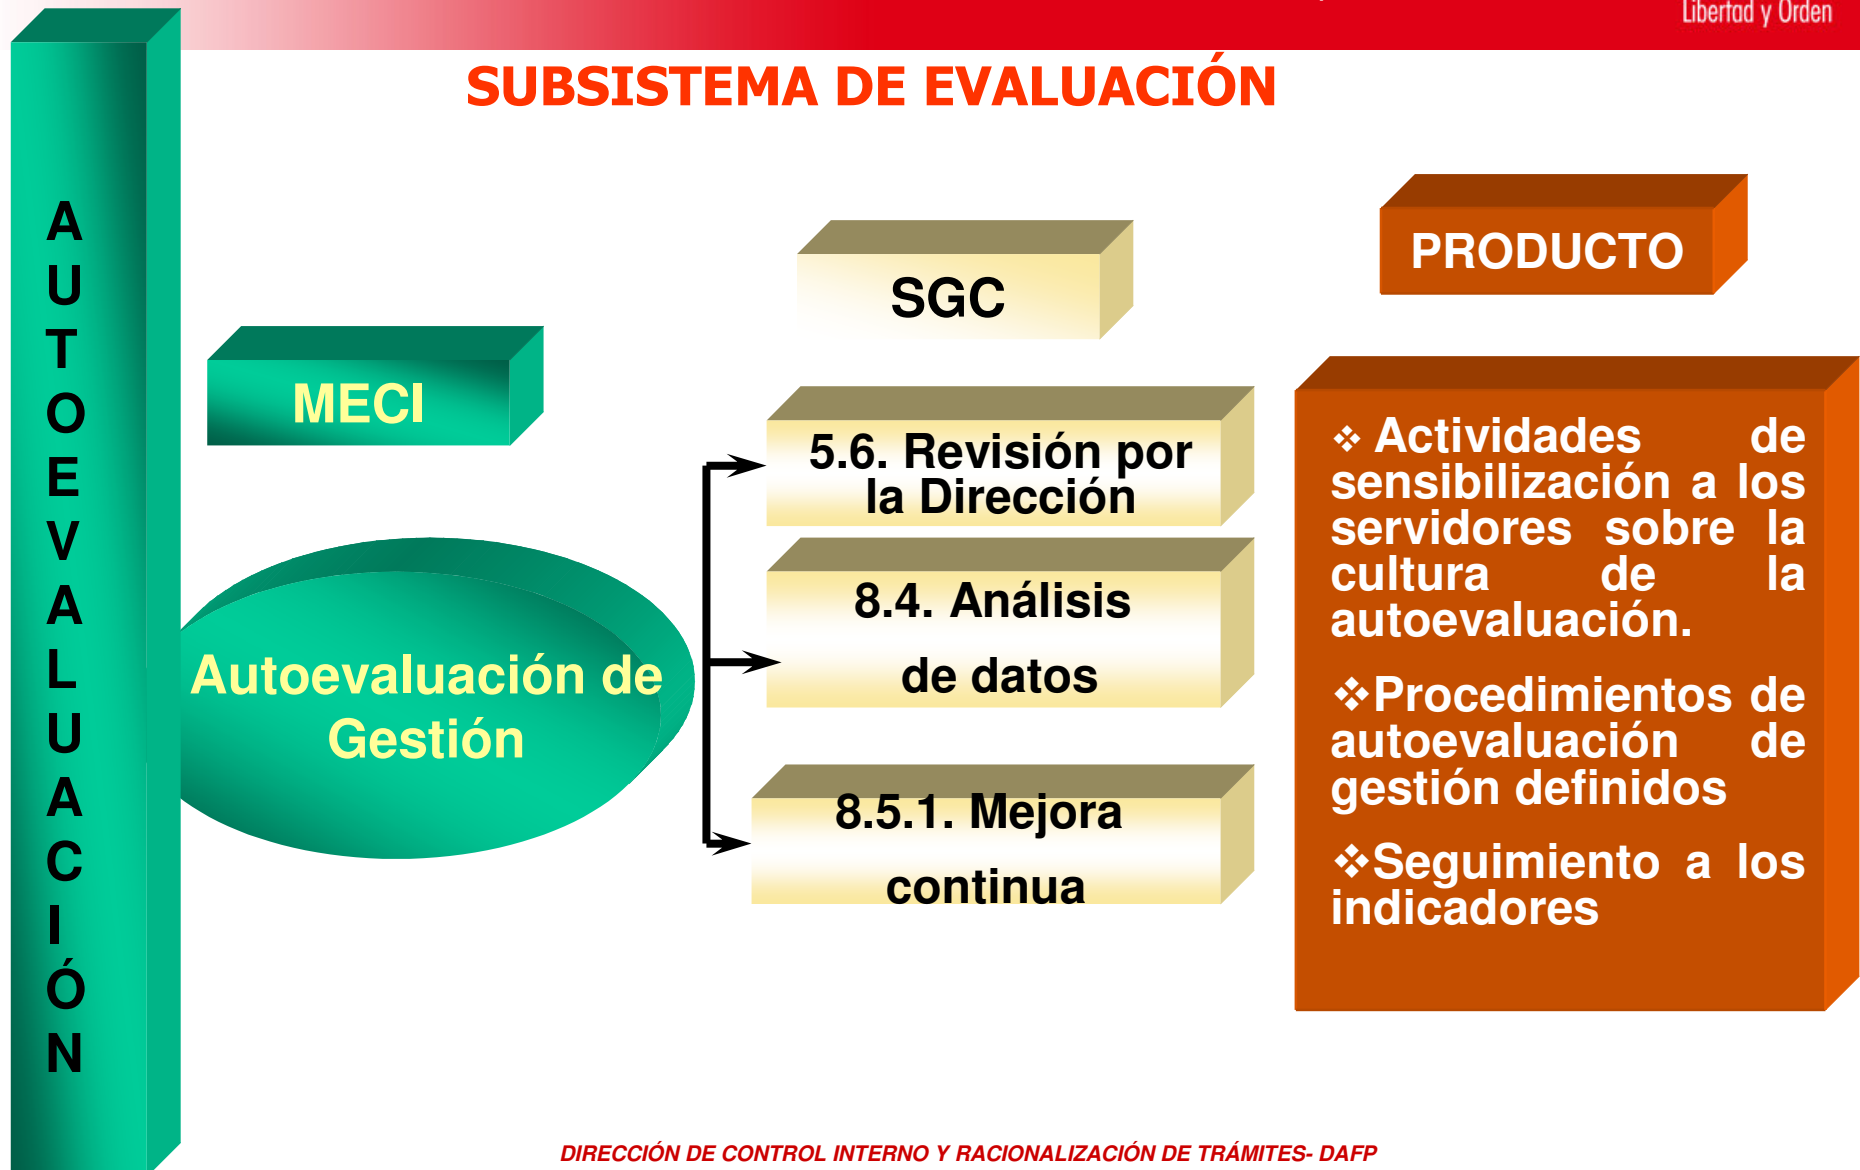 Libertad y Orden
SUBSISTEMA DE EVALUACIÓN
A
U
T
O
E
V
A
L
U
A
C
I
Ó
N
MECI
Autoevaluación de
Gestión
SGC
5.6. Revisión por
la Dirección
8.4. Análisis
de datos
8.5.1. Mejora
continua
PRODUCTO
❖ Actividades de
sensibilización a los
servidores sobre la
cultura de la
autoevaluación.
❖Procedimientos de
autoevaluación de
gestión definidos
❖Seguimiento a los
indicadores
DIRECCIÓN DE CONTROL INTERNO Y RACIONALIZACIÓN DE TRÁMITES- DAFP